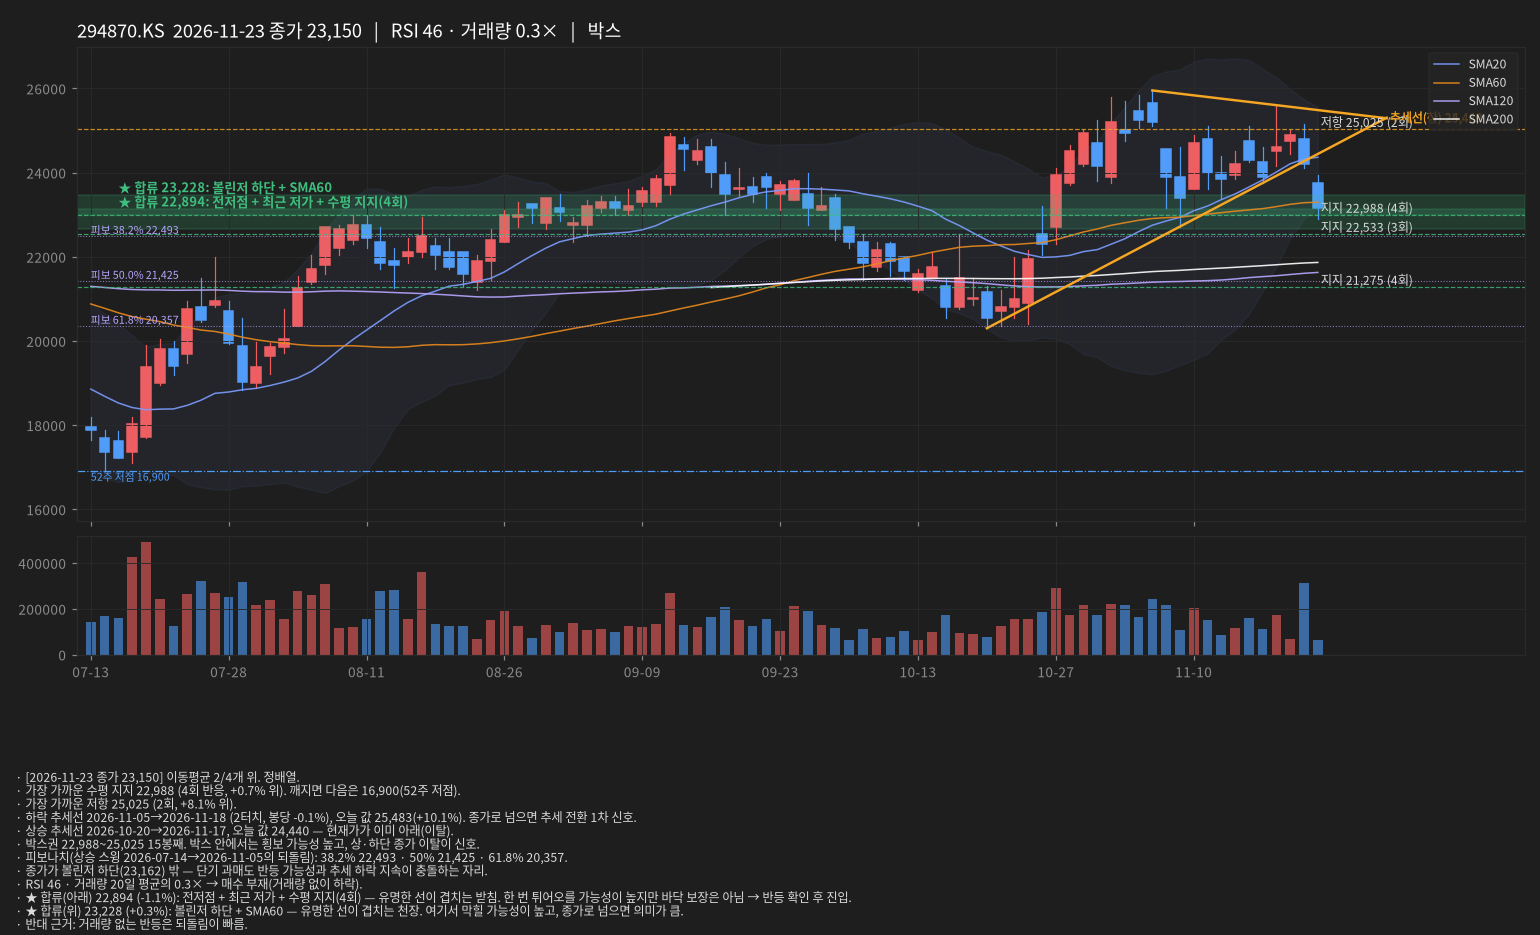 294870.KS 2026-11-23 종가 23,150 | RSI 46 · 거래량 0.3× | 박스
SMA20
SMA60
SMA120
SMA200
26000
24000
22000
20000
18000
16000
저항 25,025 (2회)
추세선(
★ 합류 23,228: 볼린저 하단 + SMA60
★ 합류 22,894: 전저점 + 최근 저가 + 수평 지지(4회)
지지 22,988 (4회)
지지 22,533 (3회)
피보 38.2% 22,493
피보 50.0% 21,425
지지 21,275 (4회)
피보 61.8% 20,357
52주 저점 16,900
400000
200000
0
07-13 07-28 08-11 08-26 09-09 09-23 10-13 10-27 11-10
· [2026-11-23 종가 23,150] 이동평균 2/4개 위. 정배열.
· 가장 가까운 수평 지지 22,988 (4회 반응, +0.7% 위). 깨지면 다음은 16,900(52주 저점).
· 가장 가까운 저항 25,025 (2회, +8.1% 위).
· 하락 추세선 2026-11-05→2026-11-18 (2터치, 봉당 -0.1%), 오늘 값 25,483(+10.1%). 종가로 넘으면 추세 전환 1차 신호.
· 상승 추세선 2026-10-20→2026-11-17, 오늘 값 24,440 — 현재가가 이미 아래(이탈).
· 박스권 22,988~25,025 15봉째. 박스 안에서는 횡보 가능성 높고, 상·하단 종가 이탈이 신호.
· 피보나치(상승 스윙 2026-07-14→2026-11-05의 되돌림): 38.2% 22,493 · 50% 21,425 · 61.8% 20,357.
· 종가가 볼린저 하단(23,162) 밖 — 단기 과매도 반등 가능성과 추세 하락 지속이 충돌하는 자리.
· RSI 46 · 거래량 20일 평균의 0.3× → 매수 부재(거래량 없이 하락).
· ★ 합류(아래) 22,894 (-1.1%): 전저점 + 최근 저가 + 수평 지지(4회) — 유명한 선이 겹치는 받침. 한 번 튀어오를 가능성이 높지만 바닥 보장은 아님 → 반등 확인 후 진입.
· ★ 합류(위) 23,228 (+0.3%): 볼린저 하단 + SMA60 — 유명한 선이 겹치는 천장. 여기서 막힐 가능성이 높고, 종가로 넘으면 의미가 큼.
· 반대 근거: 거래량 없는 반등은 되돌림이 빠름.